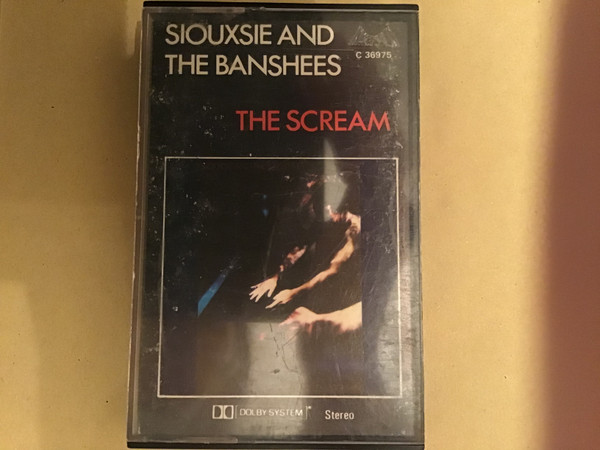 SIOUXSIE AND
THE BANSHEES
C 36975
THE SCREAM
DOLBY SYSTEM
Stereo